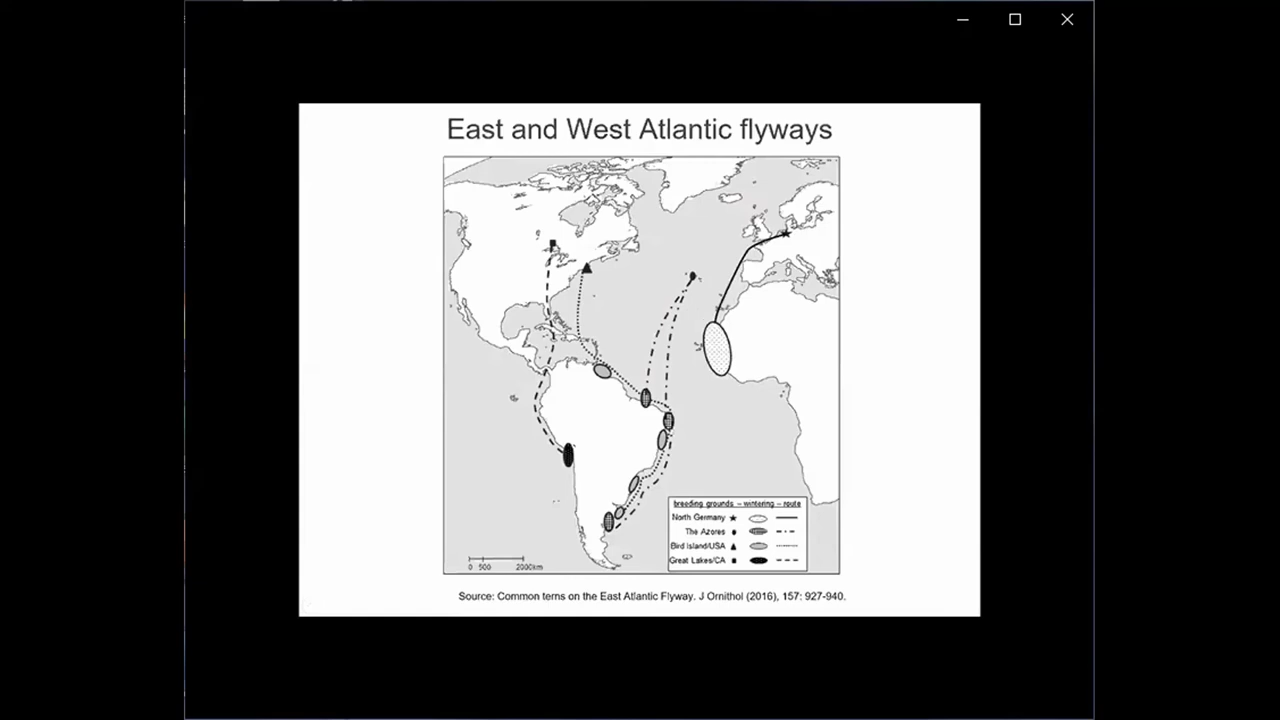 East and West Atlantic flyways
breeding grounds – wintering – route
North Germany
The Azores
Bird Island/USA
Great Lakes/CA
0 500 2000km
Source: Common terns on the East Atlantic Flyway. J Ornithol (2016), 157: 927-940.